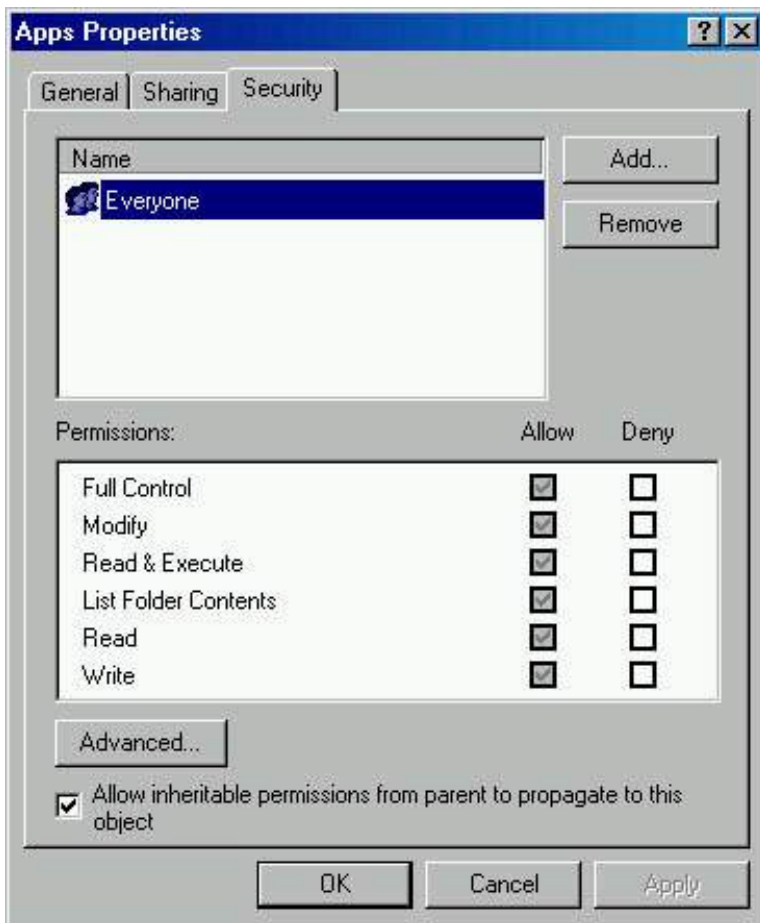 Apps Properties
General Sharing Security
Name
Everyone
Add...
Remove
Permissions: Allow Deny
Full Control
Modify
Read & Execute
List Folder Contents
Read
Write
Advanced...
Allow inheritable permissions from parent to propagate to this
object
OK Cancel Apply